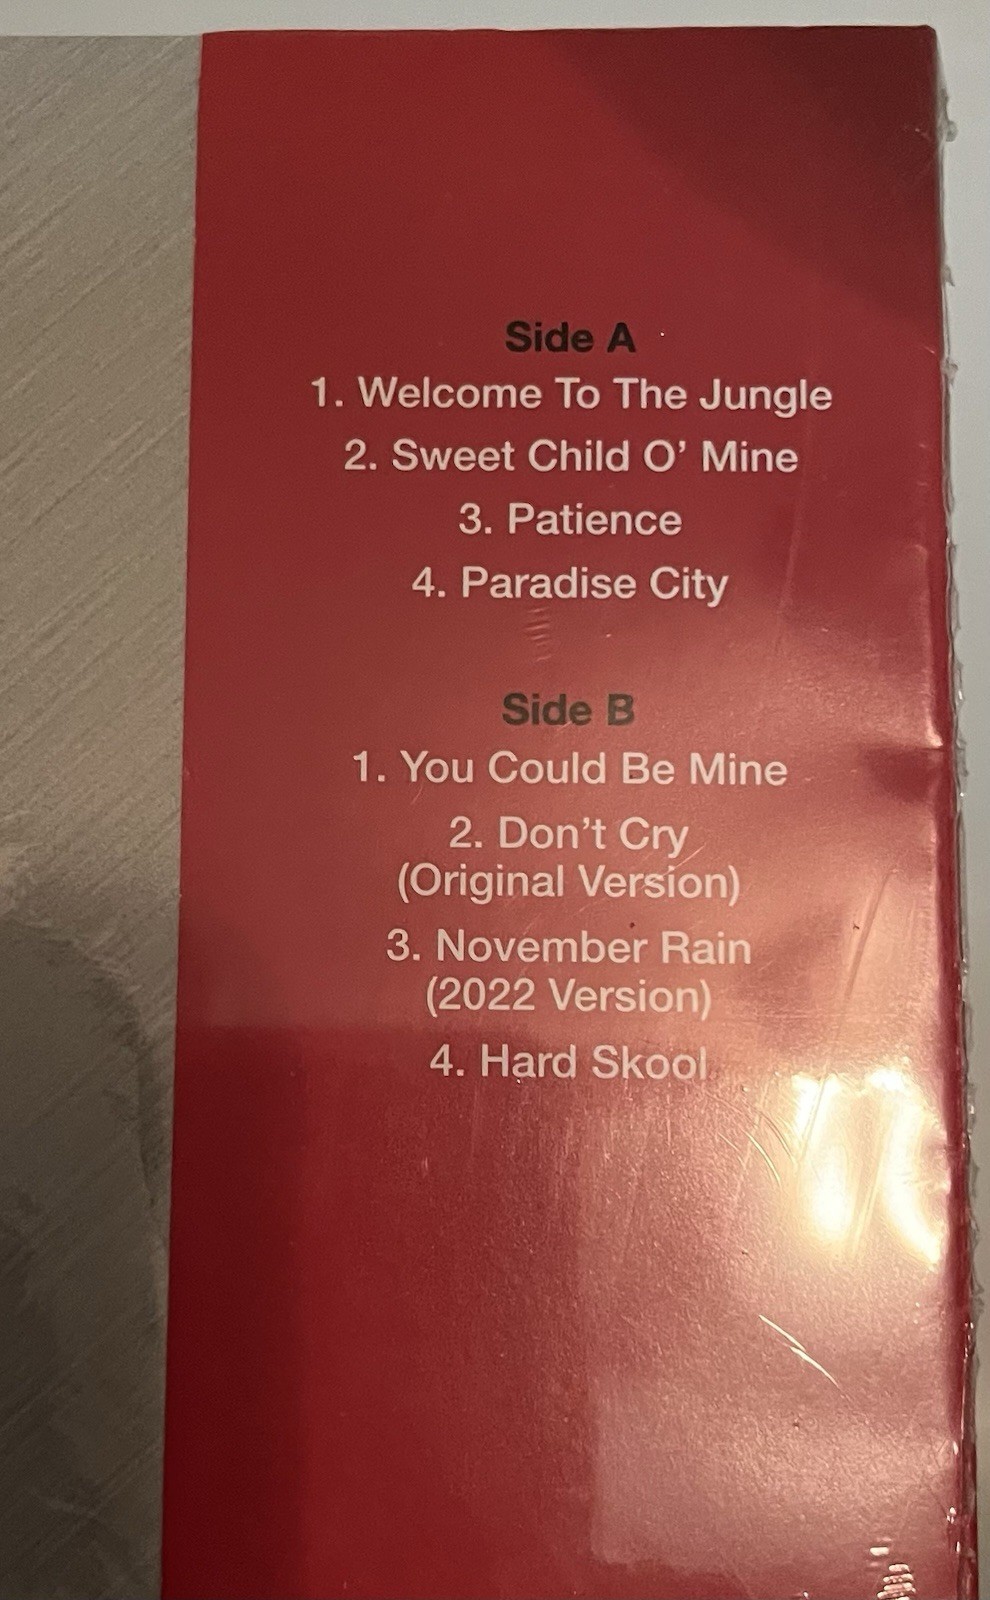 Side A
1. Welcome To The Jungle
2. Sweet Child O’ Mine
3. Patience
4. Paradise City
Side B
1. You Could Be Mine
2. Don’t Cry
(Original Version)
3. November Rain
(2022 Version)
4. Hard Skool